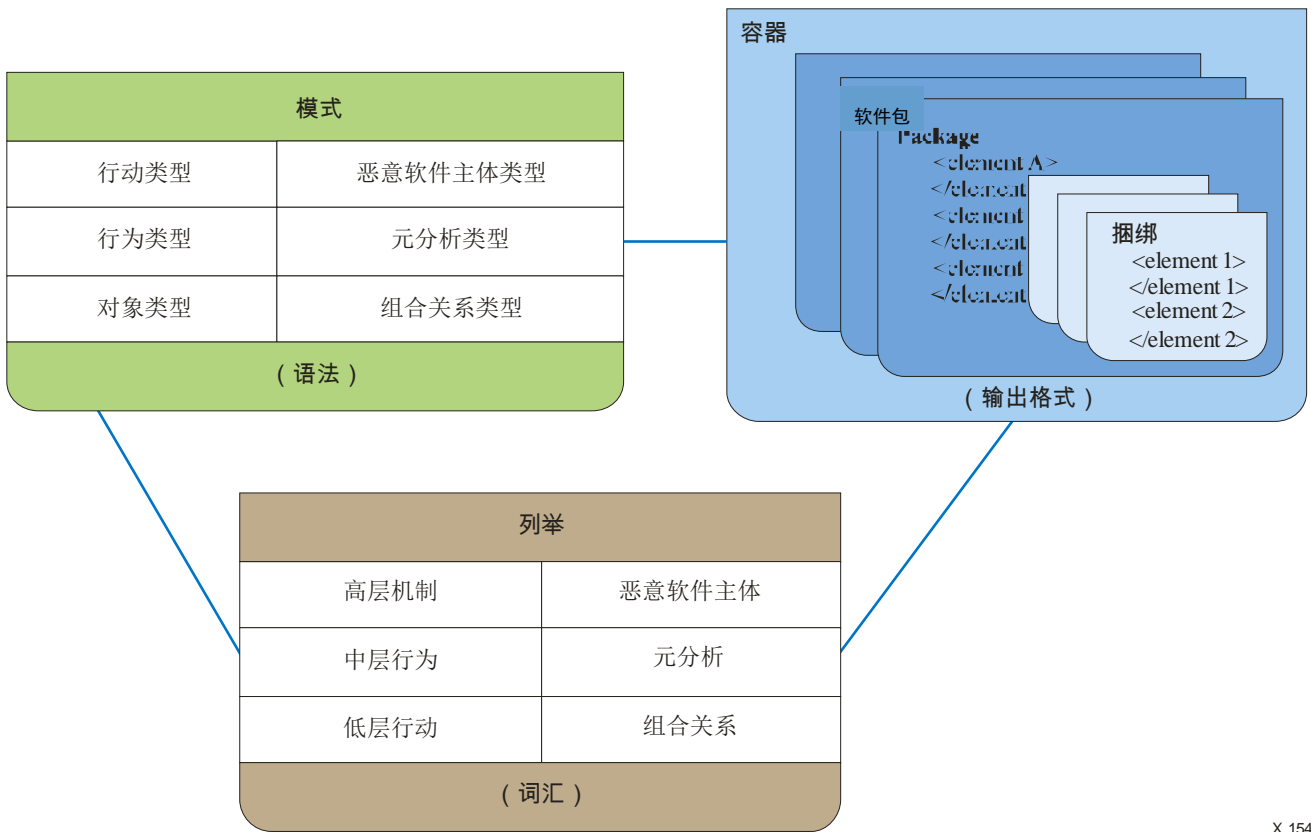 模式
行动类型 恶意软件主体类型
行为类型 元分析类型
对象类型 组合关系类型
（语法）
容器
软件包
Package
<element A>
</element
<element
</element
<element
</element
捆绑
<element 1>
</element 1>
<element 2>
</element 2>
（输出格式）
列举
高层机制 恶意软件主体
中层行为 元分析
低层行动 组合关系
（词汇）
X.154